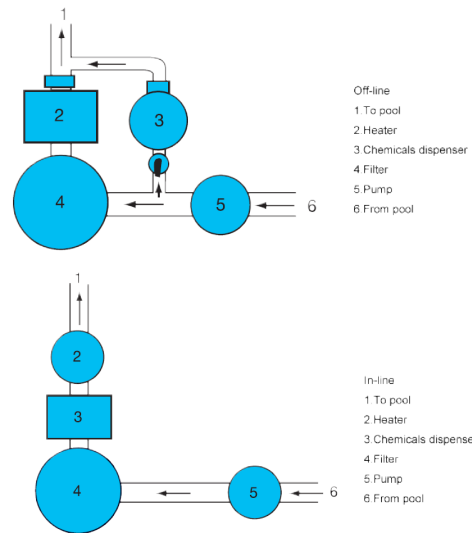 1
2
3
4
5
6
Off-line
1.To pool
2.Heater
3.Chemicals dispenser
4.Filter
5.Pump
6.From pool
1
2
3
4
5
6
In-line
1.To pool
2.Heater
3.Chemicals dispense
4.Filter
5.Pump
6.From pool